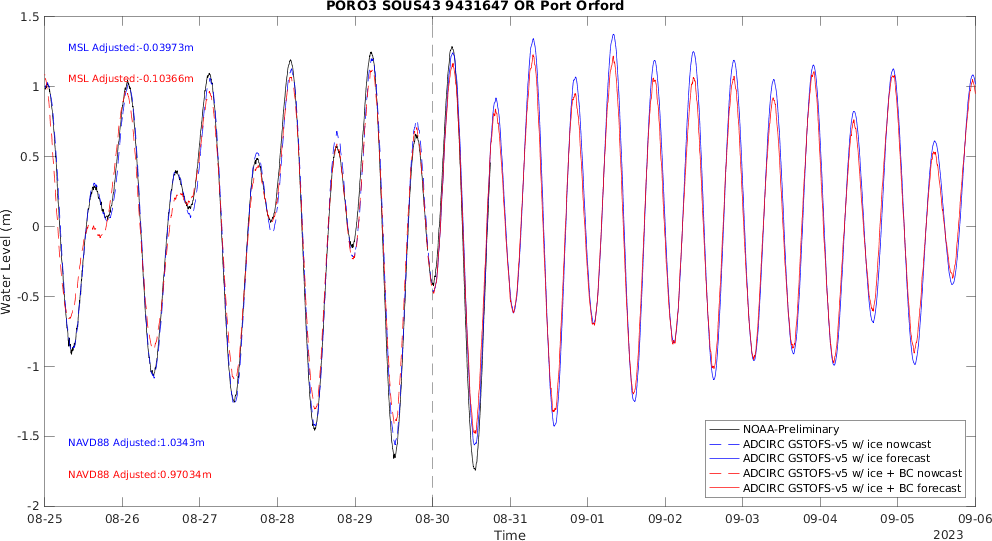 PORO3 SOUS43 9431647 OR Port Orford
MSL Adjusted:-0.03973m
MSL Adjusted:-0.10366m
NAVD88 Adjusted:1.0343m
NAVD88 Adjusted:0.97034m
Water Level (m)
1.5
1
0.5
0
-0.5
-1
-1.5
-2
NOAA-Preliminary
ADCIRC GSTOFS-v5 w/ ice nowcast
ADCIRC GSTOFS-v5 w/ ice forecast
ADCIRC GSTOFS-v5 w/ ice + BC nowcast
ADCIRC GSTOFS-v5 w/ ice + BC forecast
08-25 08-26 08-27 08-28 08-29 08-30 08-31 09-01 09-02 09-03 09-04 09-05 09-06
Time
2023